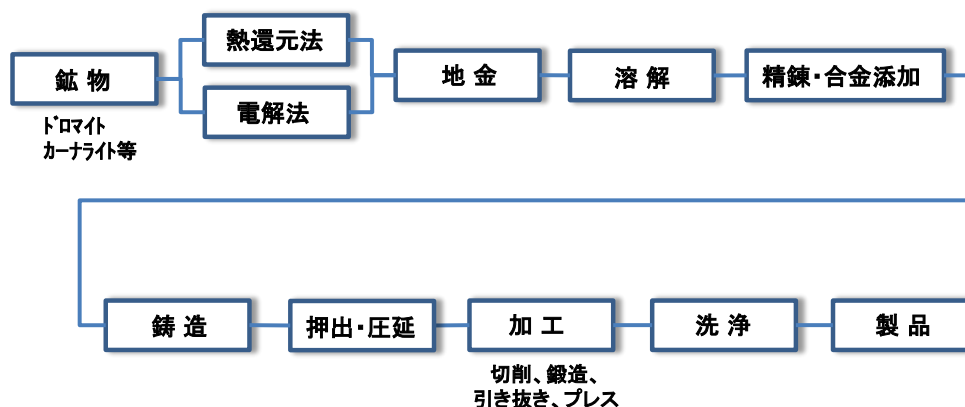 鉱 物
熱還元法
電解法
ドロマイト
カーナライト等
地 金
溶 解
精錬・合金添加
鋳 造
押出・圧延
加 工
切削、鍛造、
引き抜き、プレス
洗 浄
製 品